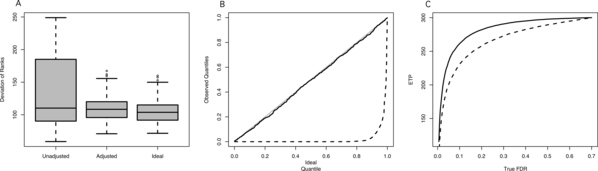 A
Deviation of Ranks
250
200
150
100
Unadjusted
Adjusted
Ideal
B
Observed Quantiles
1.0
0.8
0.6
0.4
0.2
0.0
0.0 0.2 0.4 0.6 0.8 1.0
Ideal
Quantile
C
ETP
300
250
200
150
0.0 0.1 0.2 0.3 0.4 0.5 0.6 0.7
True FDR